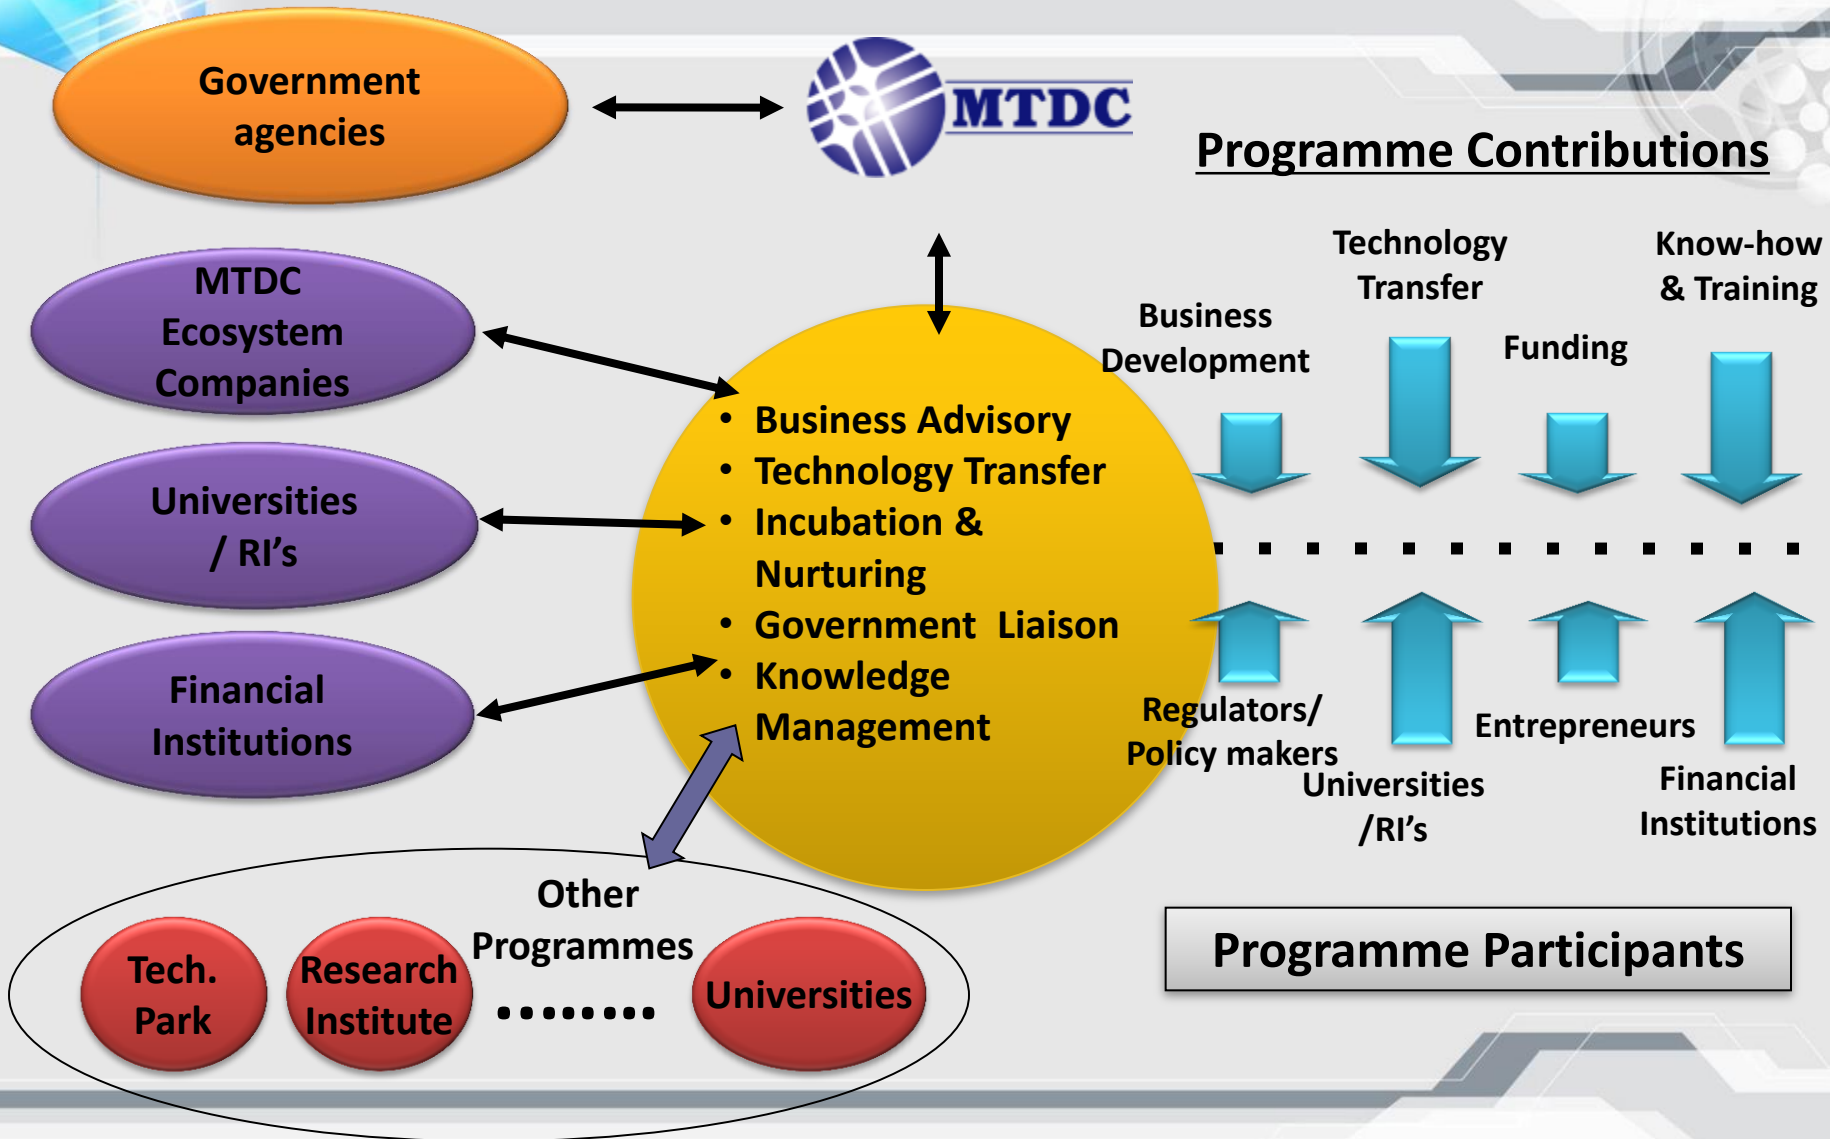 Government
agencies
MTDC
Programme Contributions
MTDC
Ecosystem
Companies
Universities
/ RI’s
Financial
Institutions
• Business Advisory
• Technology Transfer
• Incubation &
Nurturing
• Government  Liaison
• Knowledge
Management
Business
Development
Technology
Transfer
Funding
Know-how
& Training
Regulators/
Policy makers
Universities
/RI’s
Entrepreneurs
Financial
Institutions
Programme Participants
Other
Programmes
Tech.
Park
Research
Institute
........
Universities